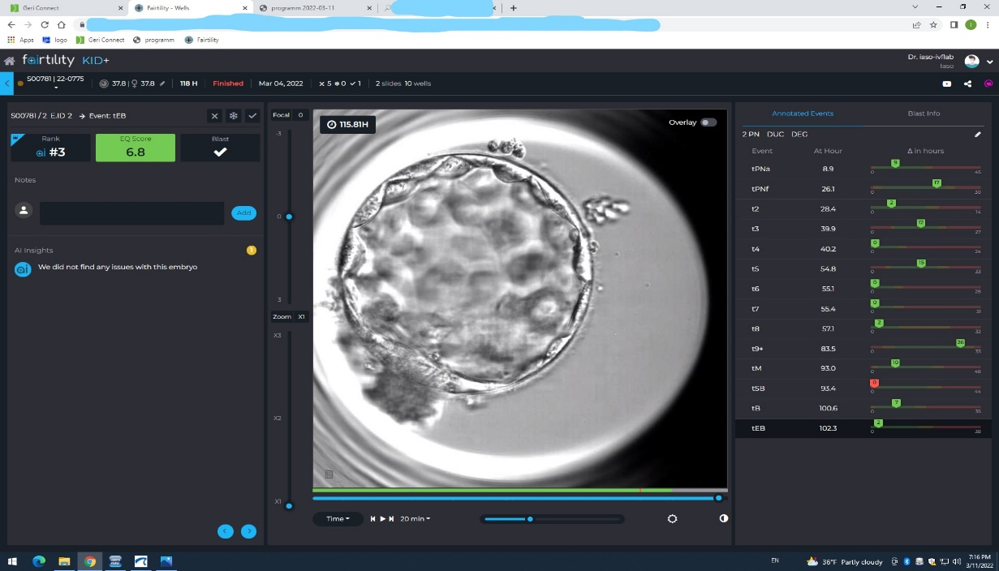 Geri Connect
Fairtility - Wells
programm 2022-03-11
Apps logo Geri Connect programm Fairtility
fairtility KID+
Dr. iaso-ivflab
Iaso
S00781 | 22-0775
37.8 | 37.8
118 H
Finished
Mar 04, 2022
5 0 1
2 slides 10 wells
S00781 / 2 E.ID 2 → Event: tEB
Rank
ai #3
EQ Score
6.8
Blast
Notes
Add
AI Insights
1
ai We did not find any issues with this embryo
Focal 0
-3
0
3
Zoom X1
X3
X2
X1
115.81H
Overlay
Time
20 min
Annotated Events Blast Info
2 PN DUC DEG
Event At Hour Δ in hours
tPNa 8.9 9 0 45
tPNf 26.1 17 0 30
t2 28.4 2 0 14
t3 39.9 12 0 27
t4 40.2 0 0 24
t5 54.8 15 0 33
t6 55.1 0 0 28
t7 55.4 0 0 31
t8 57.1 2 0 32
t9+ 83.5 26 0 33
tM 93.0 10 0 48
tSB 93.4 0 0 44
tB 100.6 7 0 36
tEB 102.3 2 0 38
EN
36°F Partly cloudy
7:16 PM
3/11/2022